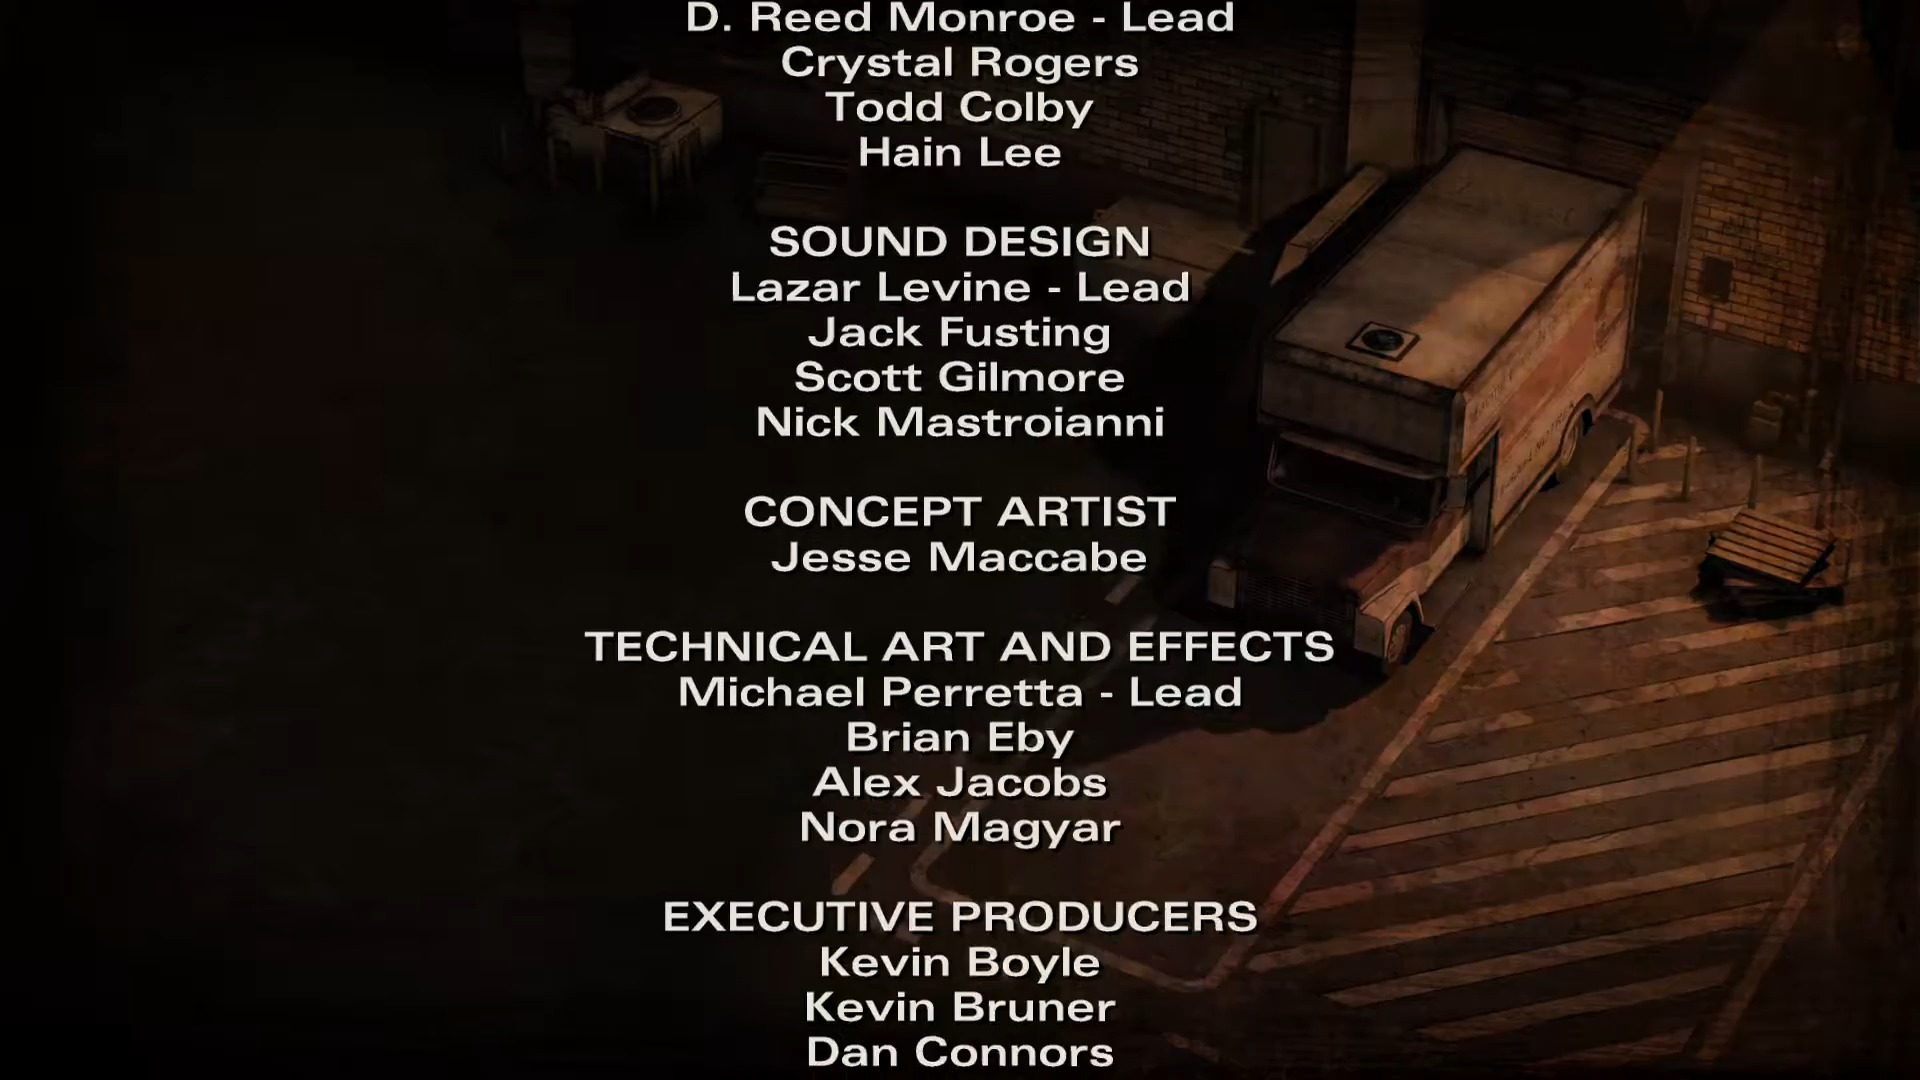 D. Reed Monroe - Lead
Crystal Rogers
Todd Colby
Hain Lee
SOUND DESIGN
Lazar Levine - Lead
Jack Fusting
Scott Gilmore
Nick Mastroianni
CONCEPT ARTIST
Jesse Maccabe
TECHNICAL ART AND EFFECTS
Michael Perretta - Lead
Brian Eby
Alex Jacobs
Nora Magyar
EXECUTIVE PRODUCERS
Kevin Boyle
Kevin Bruner
Dan Connors